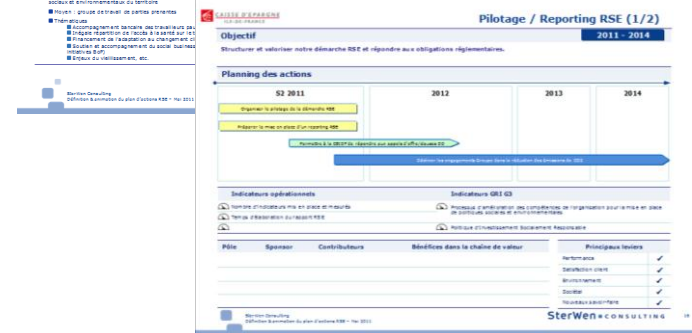 sociaux et environnementaux du territoire
Moyen : groupe de travail de parties prenantes
Thématiques
Accompagnement bancaire des travailleurs pau
Inégale répartition de l'accès à la santé sur le t
Financement de l'adaptation au changement cl
Soutien et accompagnement du social business
initiatives BoP)
Enjeux du vieillissement, etc.
SterWen Consulting
Définition & animation du plan d'actions RSE – Mai 2011
CAISSE D'EPARGNE
ILE-DE-FRANCE
Pilotage / Reporting RSE (1/2)
Objectif
2011 - 2014
Structurer et valoriser notre démarche RSE et répondre aux obligations réglementaires.
Planning des actions
S2 2011 2012 2013 2014
Organiser le pilotage de la démarche RSE
Préparer la mise en place d'un reporting RSE
Permettre à la de répondre aux appels d'offre
dans la réduction des émissions de
Indicateurs opérationnels Indicateurs GRI G3
Nombre d'indicateurs mis en place et mesurés
Processus d'amélioration des compétences de l'organisation pour la mise en place
de politiques sociales et environnementales
Temps d'élaboration du rapport RSE
Politique d'Investissement Socialement Responsable
Pôle Sponsor Contributeurs Bénéfices dans la chaîne de valeur Principaux leviers
Performance ✓
Satisfaction client ✓
Environnement ✓
Sociétal ✓
Nouveaux savoir-faire ✓
SterWen Consulting
Définition & animation du plan d'actions RSE – Mai 2011
SterWen CONSULTING